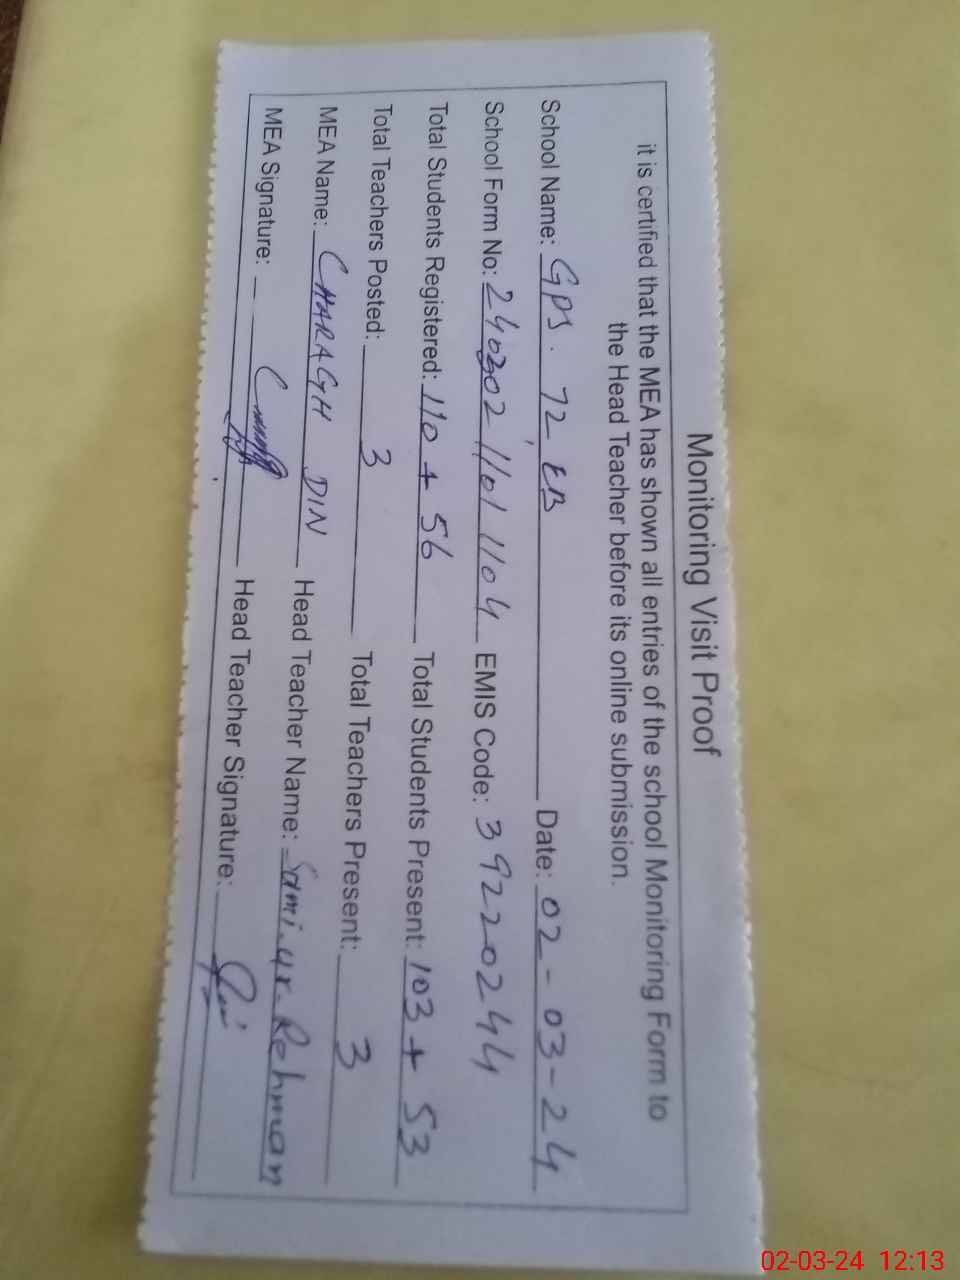 Monitoring Visit Proof
it is certified that the MEA has shown all entries of the school Monitoring Form to
the Head Teacher before its online submission.
School Name: GPS. 72 EB Date: 02-03-24
School Form No: 240302 1101 1104 EMIS Code: 39220244
Total Students Registered: 110 + 56 Total Students Present: 103 + 53
Total Teachers Posted: 3 Total Teachers Present: 3
MEA Name: CHARAGH DIN Head Teacher Name: Sami.ur.Rehman
MEA Signature: Head Teacher Signature:
02-03-24 12:13